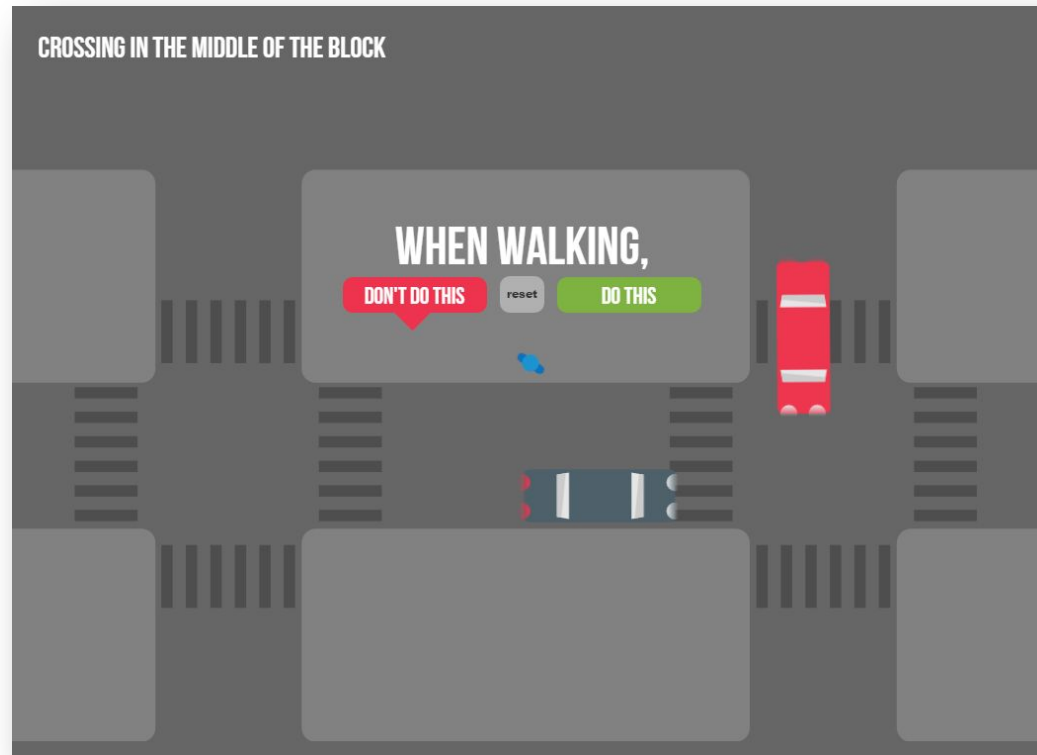 CROSSING IN THE MIDDLE OF THE BLOCK
WHEN WALKING,
DON'T DO THIS
reset
DO THIS